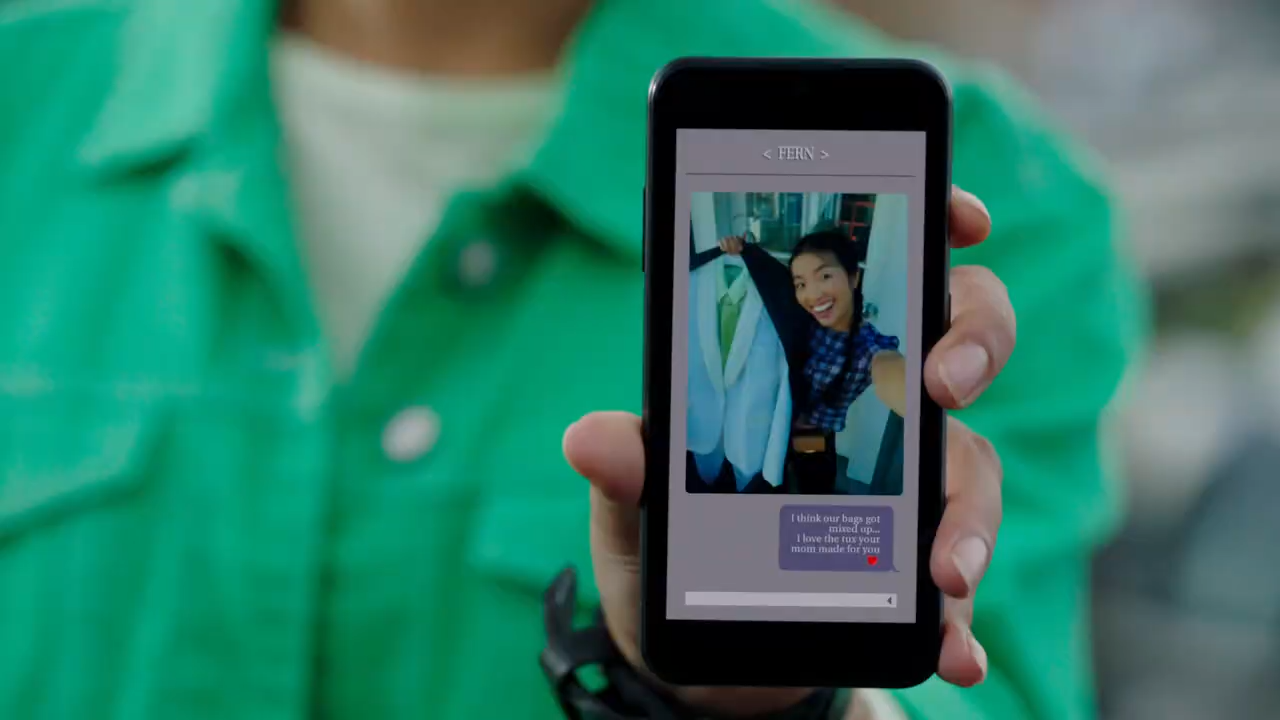 < FERN >
I think our bags got
mixed up...
I love the tux your
mom made for you